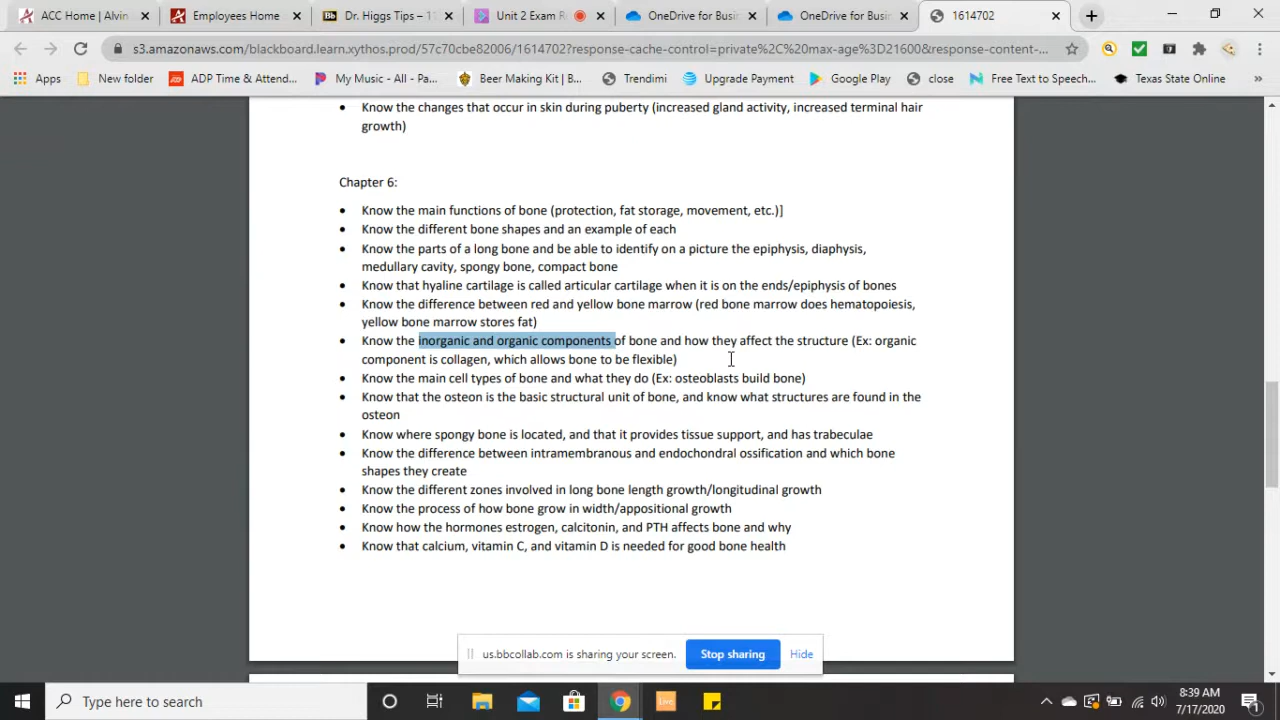 ACC Home | Alvin
Employees Home
Dr. Higgs Tips – 1
Unit 2 Exam R
OneDrive for Busin
OneDrive for Busin
1614702
s3.amazonaws.com/blackboard.learn.xythos.prod/57c70cbe82006/1614702?response-cache-control=private%2C%20max-age%3D21600&response-content-...
Apps
New folder
ADP Time & Attend...
My Music - All - Pa...
Beer Making Kit | B...
Trendimi
Upgrade Payment
Google Play
close
Free Text to Speech...
Texas State Online
»
• Know the changes that occur in skin during puberty (increased gland activity, increased terminal hair
growth)
Chapter 6:
• Know the main functions of bone (protection, fat storage, movement, etc.)]
• Know the different bone shapes and an example of each
• Know the parts of a long bone and be able to identify on a picture the epiphysis, diaphysis,
medullary cavity, spongy bone, compact bone
• Know that hyaline cartilage is called articular cartilage when it is on the ends/epiphysis of bones
• Know the difference between red and yellow bone marrow (red bone marrow does hematopoiesis,
yellow bone marrow stores fat)
• Know the inorganic and organic components of bone and how they affect the structure (Ex: organic
component is collagen, which allows bone to be flexible)
• Know the main cell types of bone and what they do (Ex: osteoblasts build bone)
• Know that the osteon is the basic structural unit of bone, and know what structures are found in the
osteon
• Know where spongy bone is located, and that it provides tissue support, and has trabeculae
• Know the difference between intramembranous and endochondral ossification and which bone
shapes they create
• Know the different zones involved in long bone length growth/longitudinal growth
• Know the process of how bone grow in width/appositional growth
• Know how the hormones estrogen, calcitonin, and PTH affects bone and why
• Know that calcium, vitamin C, and vitamin D is needed for good bone health
us.bbcollab.com is sharing your screen.
Stop sharing
Hide
Type here to search
8:39 AM
7/17/2020